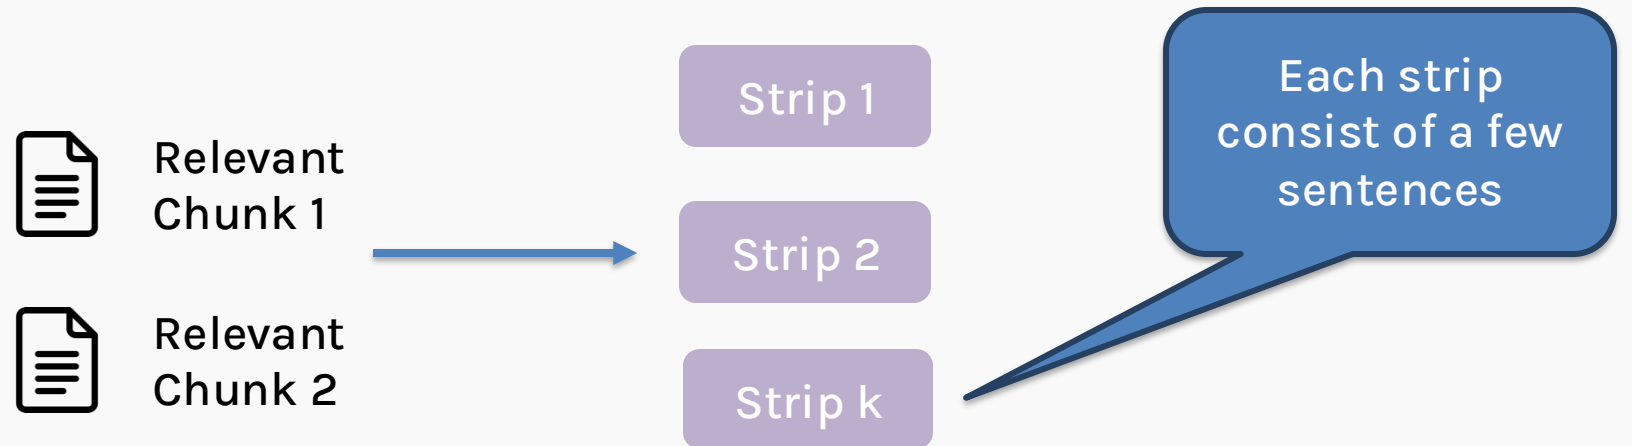 Relevant
Chunk 1
Relevant
Chunk 2
Strip 1
Strip 2
Strip k
Each strip
consist of a few
sentences